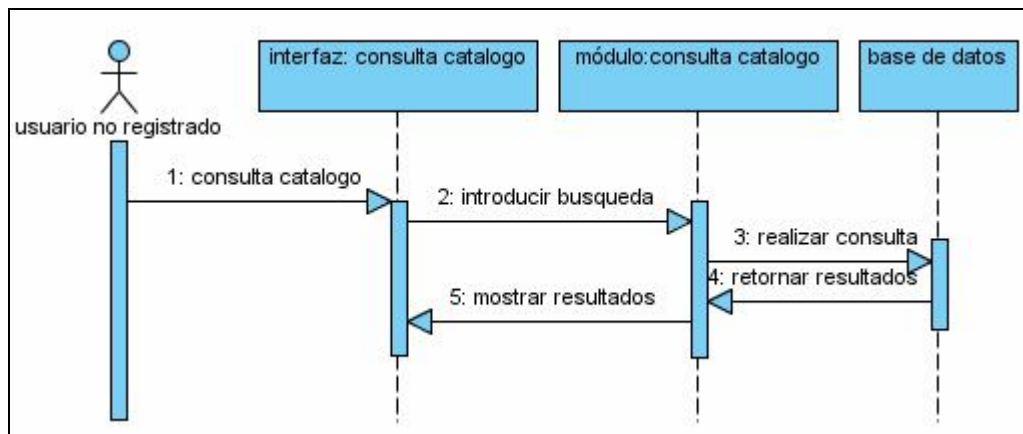 interfaz: consulta catalogo
módulo:consulta catalogo
base de datos
usuario no registrado
1: consulta catalogo
2: introducir busqueda
3: realizar consulta
4: retornar resultados
5: mostrar resultados